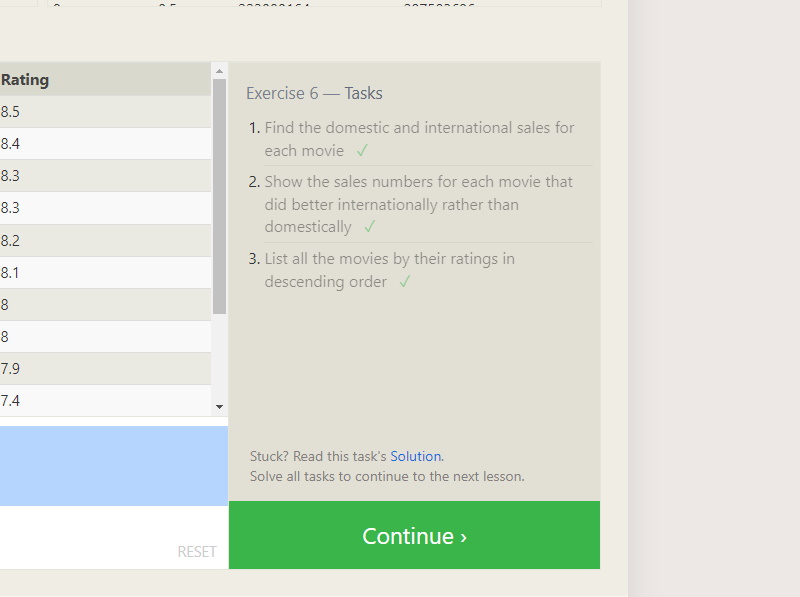 Rating
8.5
8.4
8.3
8.3
8.2
8.1
8
8
7.9
7.4
RESET
Exercise 6 — Tasks
1. Find the domestic and international sales for
each movie ✓
2. Show the sales numbers for each movie that
did better internationally rather than
domestically ✓
3. List all the movies by their ratings in
descending order ✓
Stuck? Read this task's Solution.
Solve all tasks to continue to the next lesson.
Continue ›